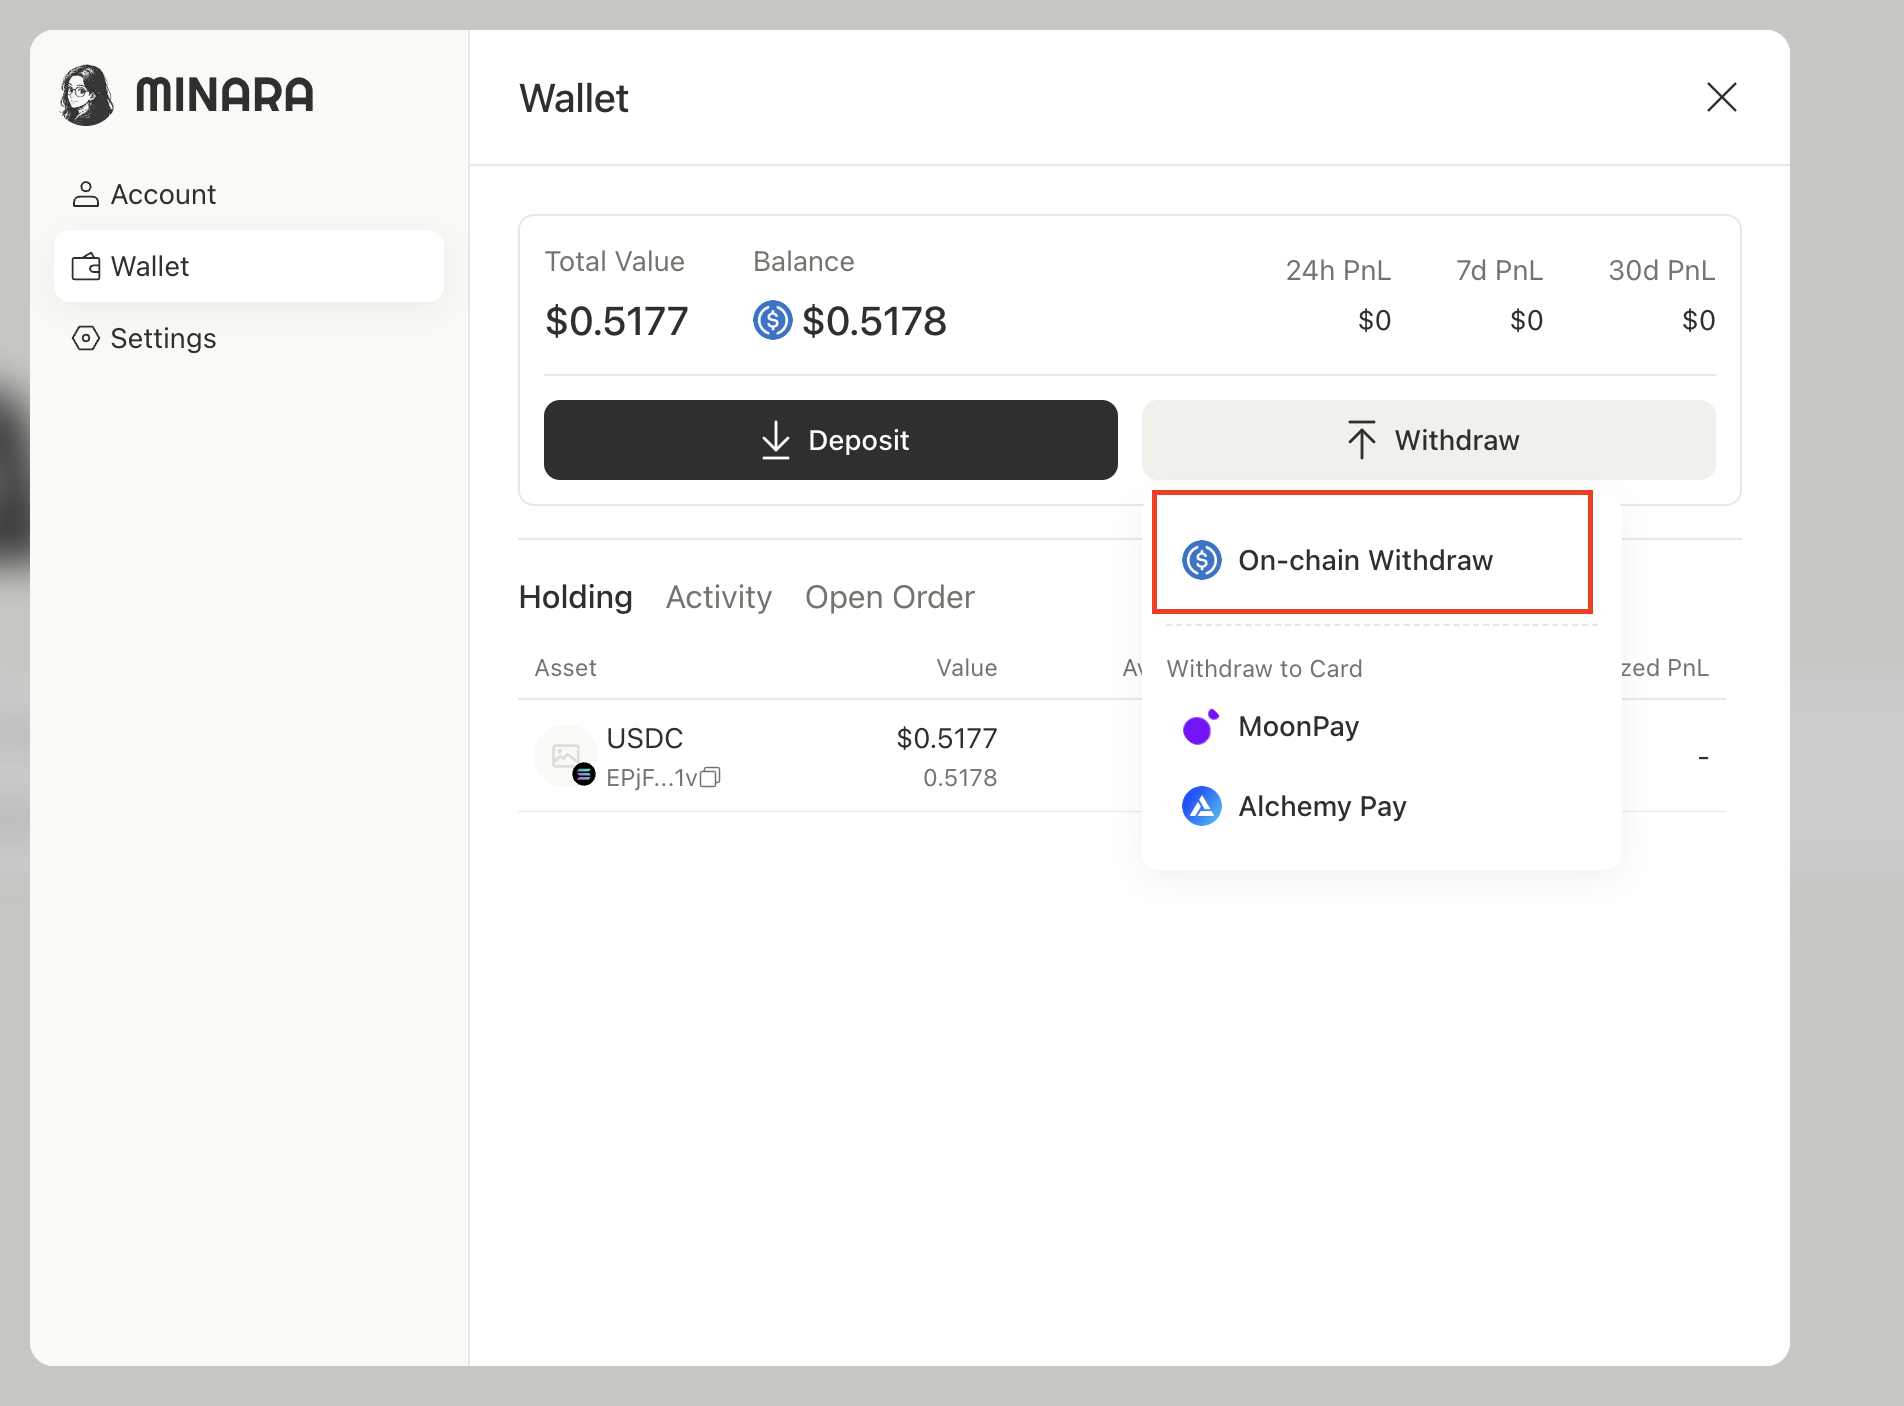 MINARA
Account
Wallet
Settings
Wallet
Total Value
Balance
24h PnL
7d PnL
30d PnL
$0.5177
$0.5178
$0
$0
$0
Deposit
Withdraw
On-chain Withdraw
Withdraw to Card
MoonPay
Alchemy Pay
Holding
Activity
Open Order
Asset
Value
USDC
$0.5177
-
EPjF...1v
0.5178
PnL